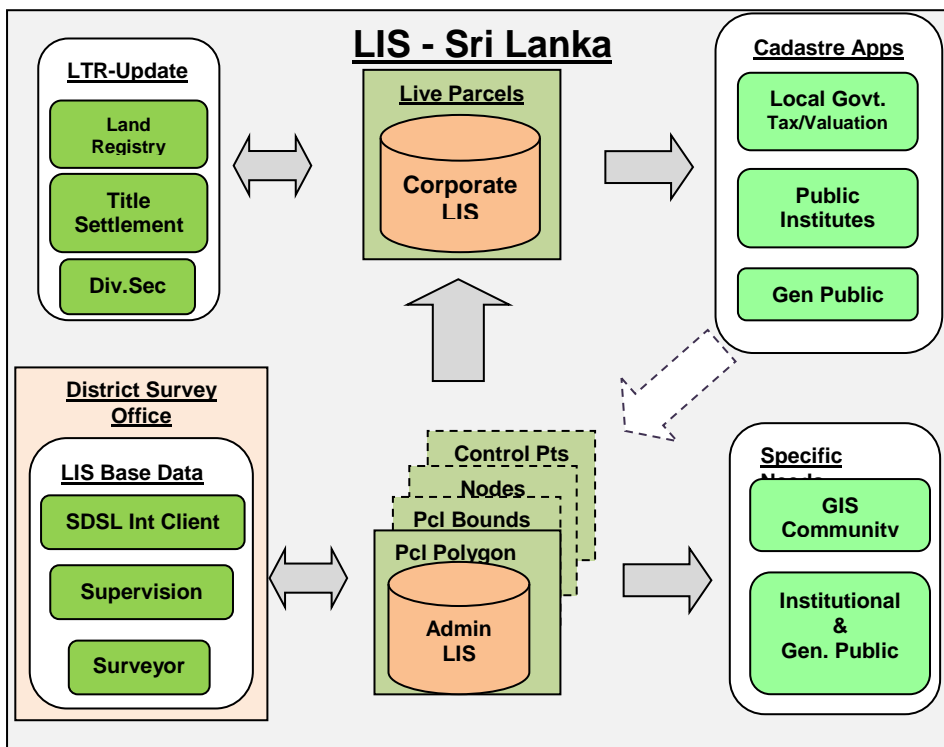 LIS - Sri Lanka
LTR-Update
Land
Registry
Title
Settlement
Div.Sec
Live Parcels
Corporate
LIS
Cadastre Apps
Local Govt.
Tax/Valuation
Public
Institutes
Gen Public
District Survey
Office
LIS Base Data
SDSL Int Client
Supervision
Surveyor
Control Pts
Nodes
Pcl Bounds
Pcl Polygon
Admin
LIS
Specific
Needs
GIS
Community
Institutional
&
Gen. Public